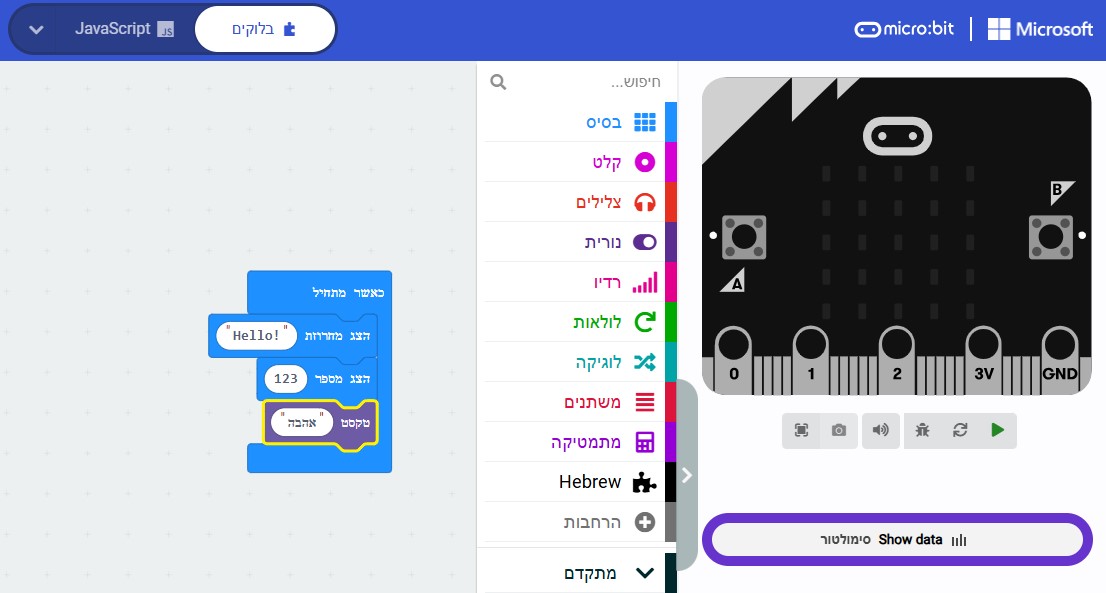 JavaScript JS
בלוקים
micro:bit
Microsoft
חיפוש...
בסיס
קלט
צלילים
נורית
רדיו
לולאות
לוגיקה
משתנים
מתמטיקה
Hebrew
הרחבות
מתקדם
כאשר מתחיל
הצג מחרוזת "Hello!"
הצג מספר 123
טקסט "אהבה"
B
A
0 1 2 3V GND
Show data סימולטור